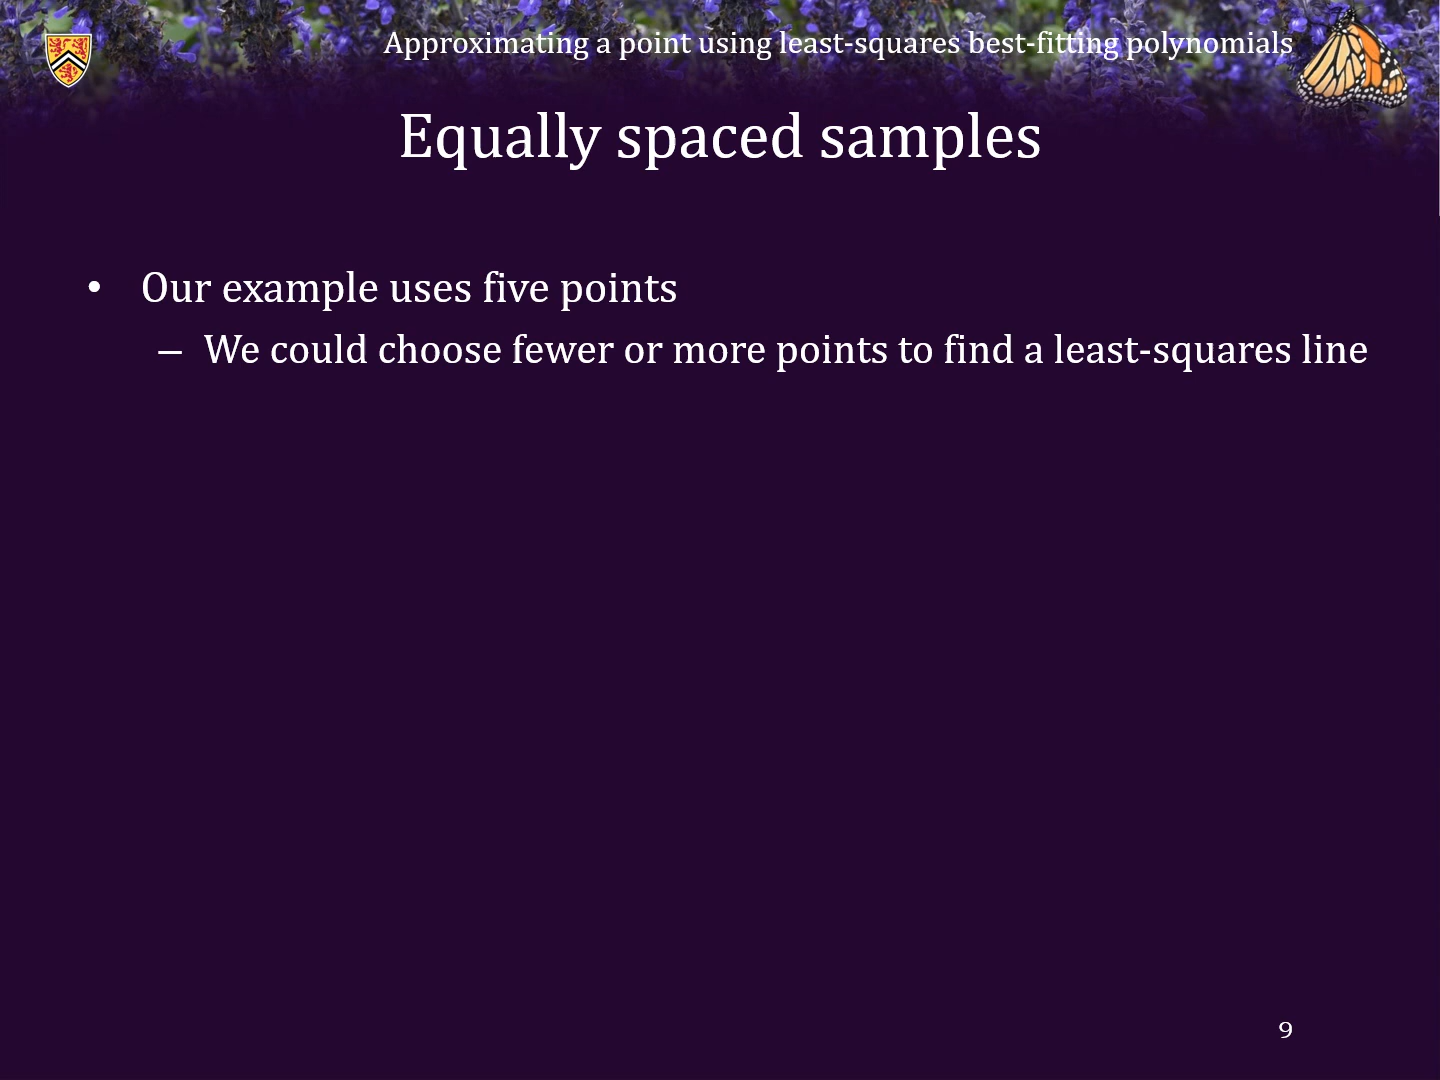 Approximating a point using least-squares best-fitting polynomials
Equally spaced samples
• Our example uses five points
– We could choose fewer or more points to find a least-squares line
9